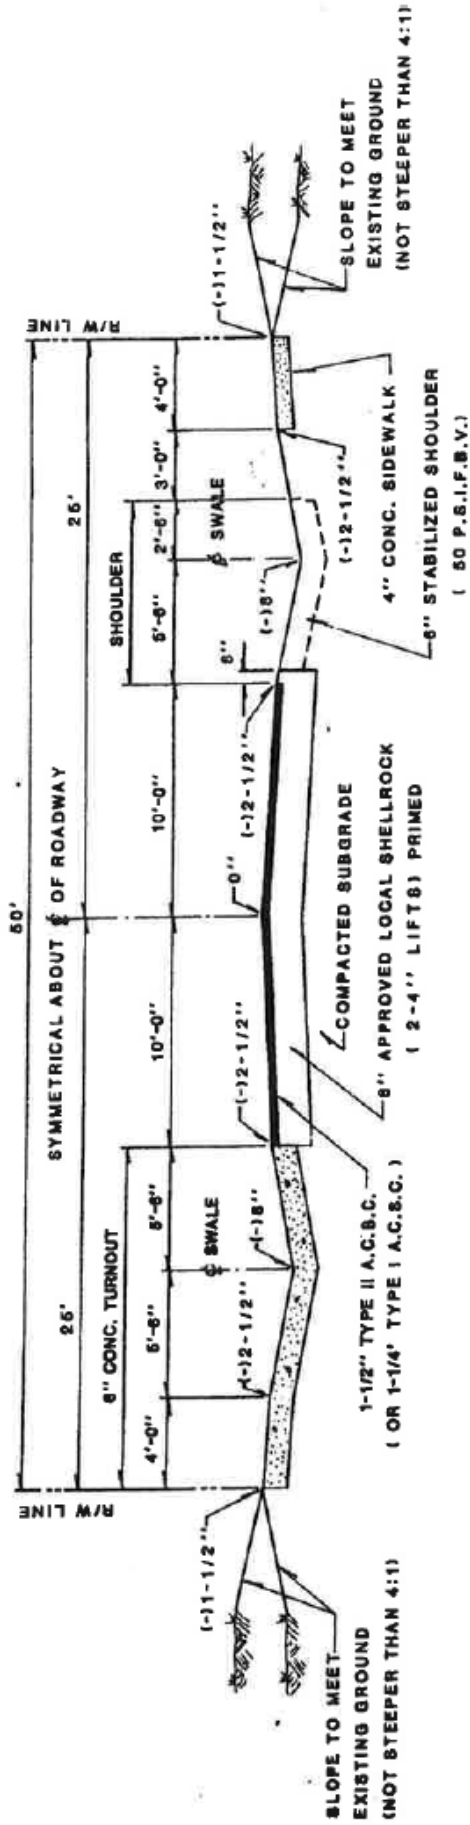 50'
SYMMETRICAL ABOUT ℄ OF ROADWAY
25'
25'
R/W LINE
R/W LINE
6" CONC. TURNOUT
SHOULDER
4'-0"
5'-6"
5'-6"
10'-0"
10'-0"
5'-6"
2'-6"
3'-0"
4'-0"
6"
℄ SWALE
℄ SWALE
(-)1-1/2"
(-)2-1/2"
(-)8"
(-)2-1/2"
0"
(-)2-1/2"
(-)8"
(-)2-1/2"
(-)1-1/2"
SLOPE TO MEET
EXISTING GROUND
(NOT STEEPER THAN 4:1)
1-1/2" TYPE II A.C.S.C.
( OR 1-1/4' TYPE I A.C.S.C. )
COMPACTED SUBGRADE
8" APPROVED LOCAL SHELLROCK
( 2-4" LIFTS) PRIMED
4" CONC. SIDEWALK
6" STABILIZED SHOULDER
( 50 P.S.I.F.B.V.)
SLOPE TO MEET
EXISTING GROUND
(NOT STEEPER THAN 4:1)